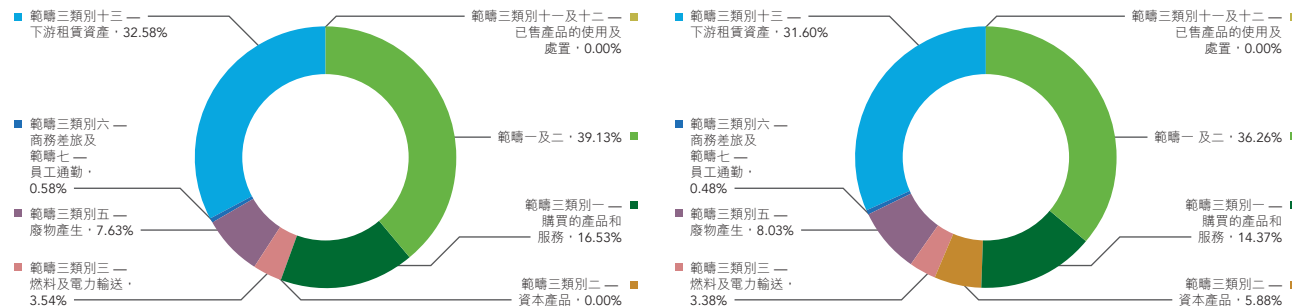 範疇三類別十三 —
下游租賃資產，32.58%
範疇三類別六 —
商務差旅及
範疇七 —
員工通勤，
0.58%
範疇三類別五 —
廢物產生，7.63%
範疇三類別三 —
燃料及電力輸送，
3.54%
範疇三類別十一及十二 —
已售產品的使用及
處置，0.00%
範疇一及二，39.13%
範疇三類別一 —
購買的產品和
服務，16.53%
範疇三類別二 —
資本產品，0.00%
範疇三類別十三 —
下游租賃資產，31.60%
範疇三類別六 —
商務差旅及
範疇七 —
員工通勤，
0.48%
範疇三類別五 —
廢物產生，8.03%
範疇三類別三 —
燃料及電力輸送，
3.38%
範疇三類別十一及十二 —
已售產品的使用及
處置，0.00%
範疇一及二，36.26%
範疇三類別一 —
購買的產品和
服務，14.37%
範疇三類別二 —
資本產品，5.88%